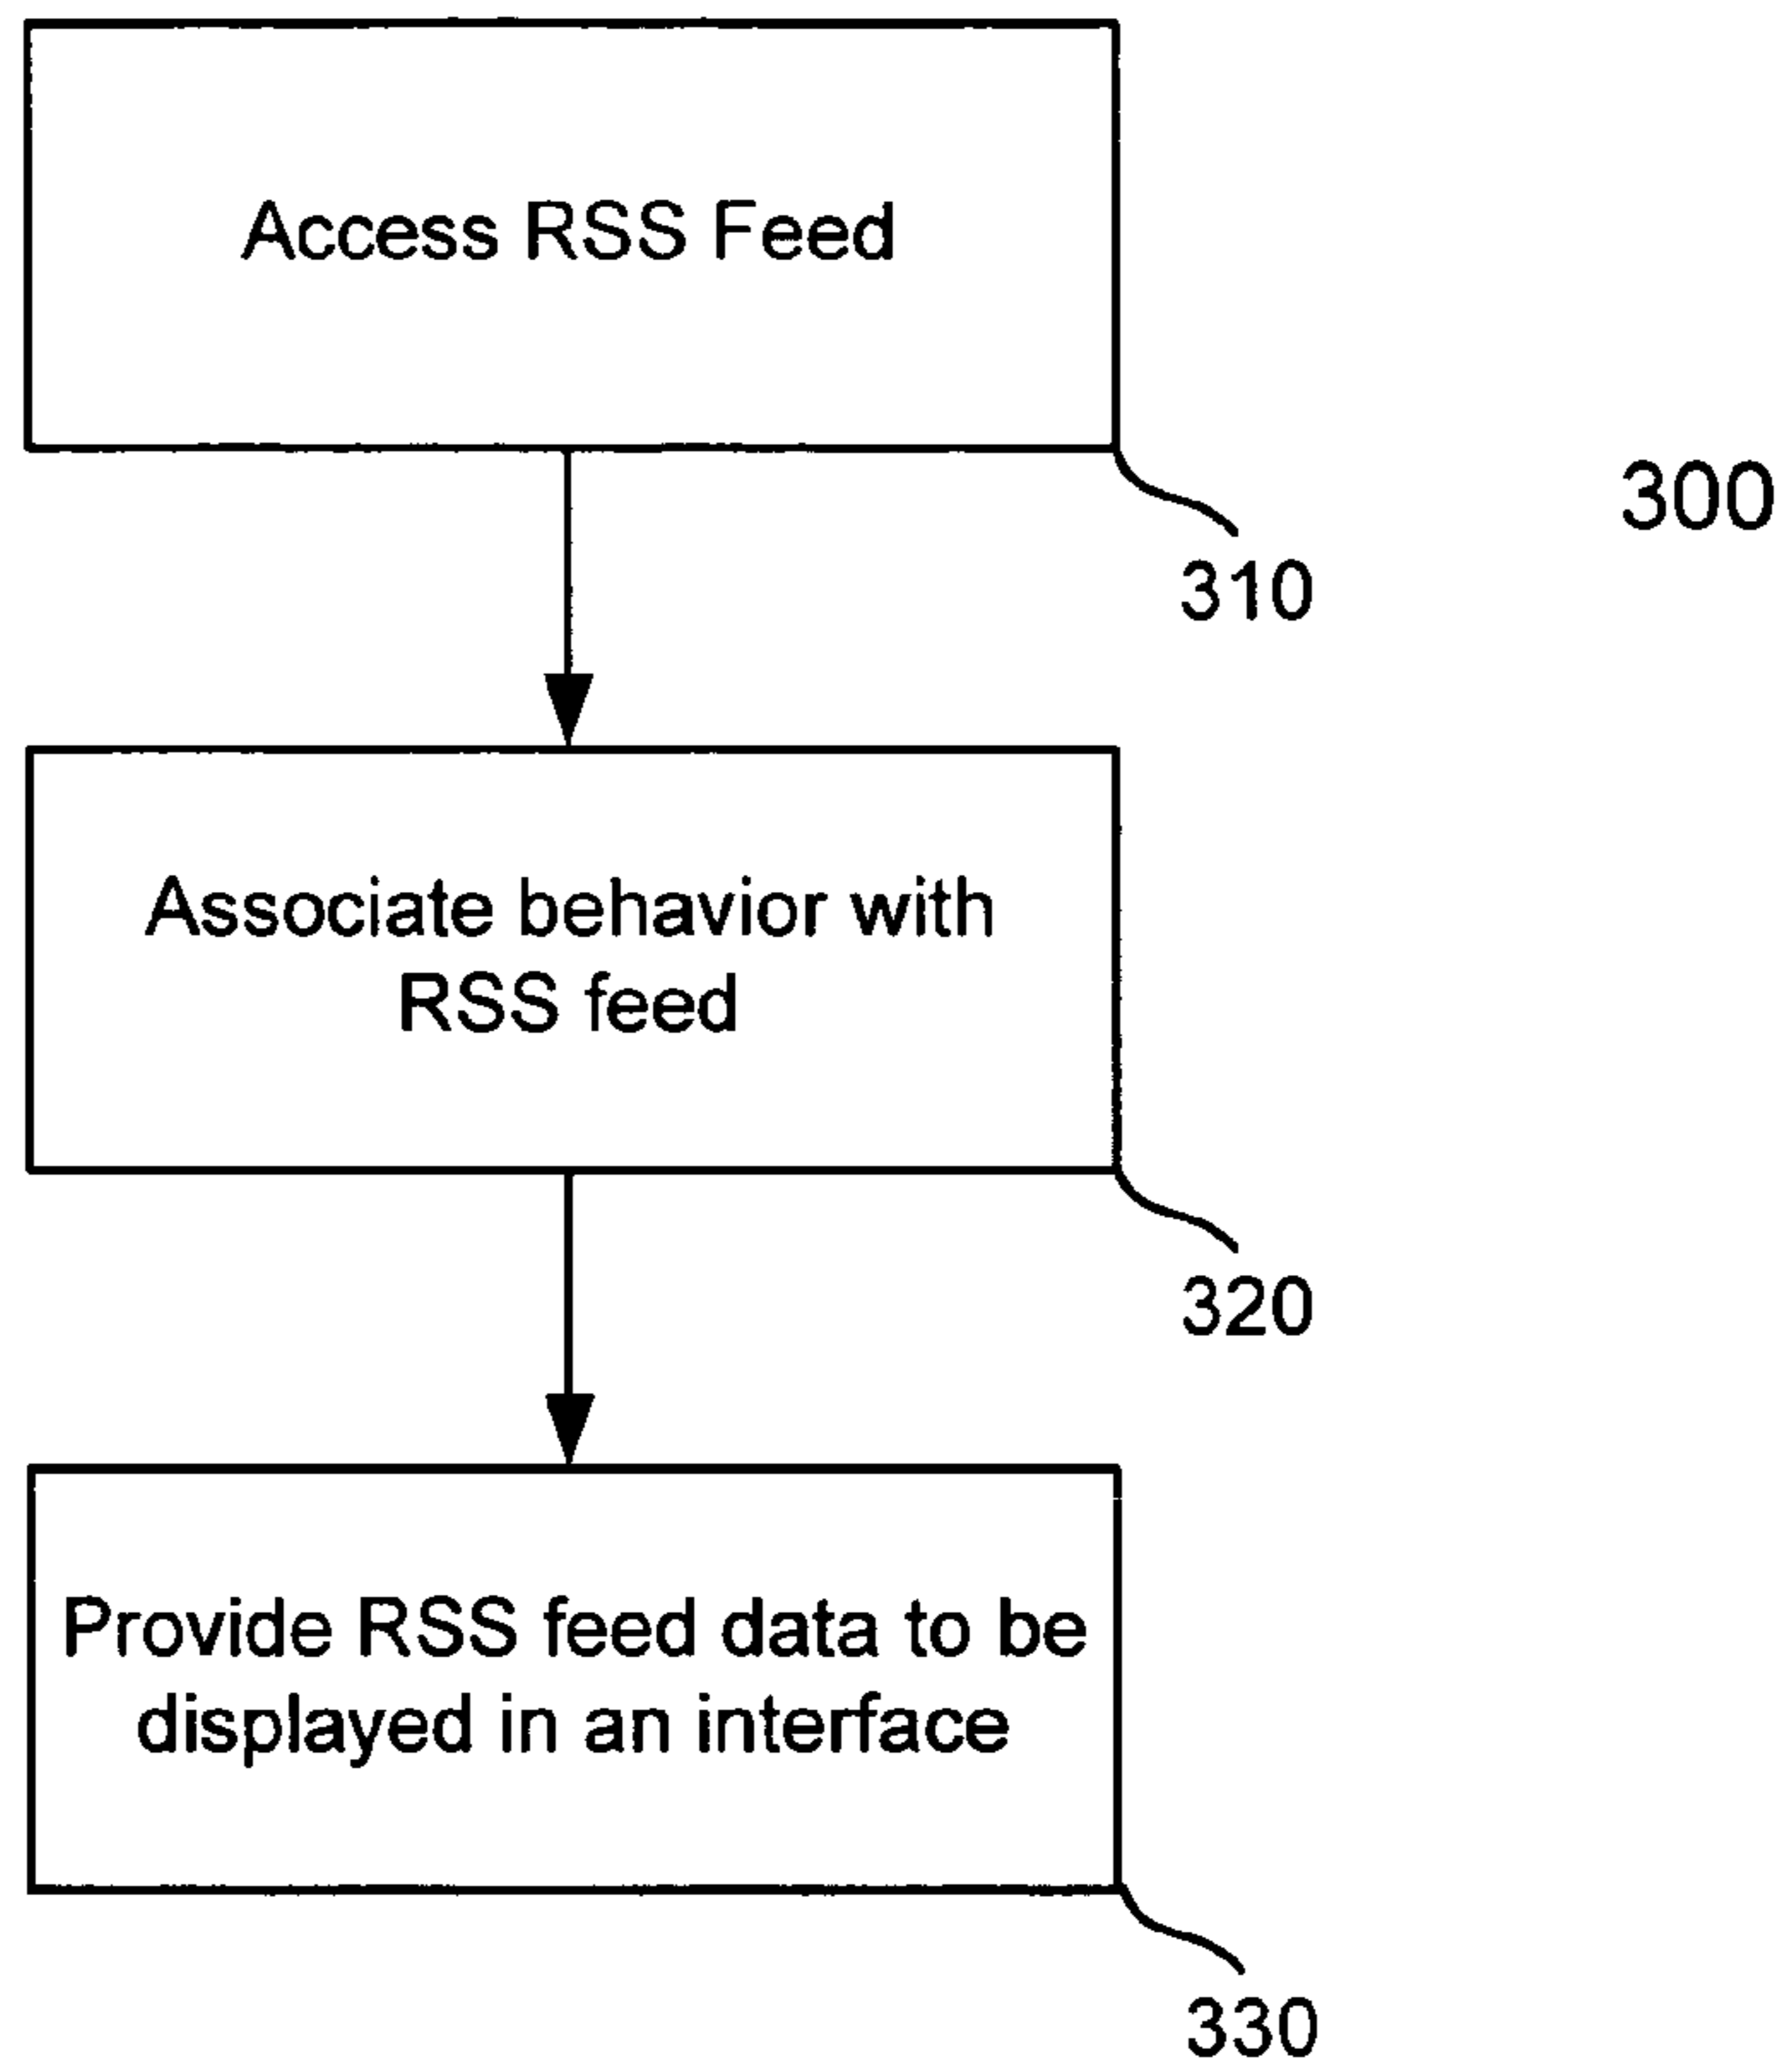 Access RSS Feed
300
310
Associate behavior with
RSS feed
320
Provide RSS feed data to be
displayed in an interface
330